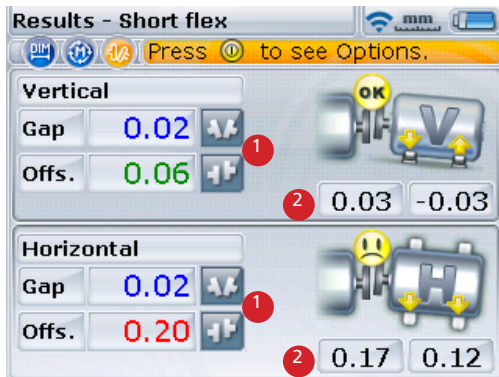 Results - Short flex
mm
DIM M Press to see Options.
Vertical
OK
Gap 0.02
V
1
Offs. 0.06
2 0.03 -0.03
Horizontal
Gap 0.02
H
1
Offs. 0.20
2 0.17 0.12